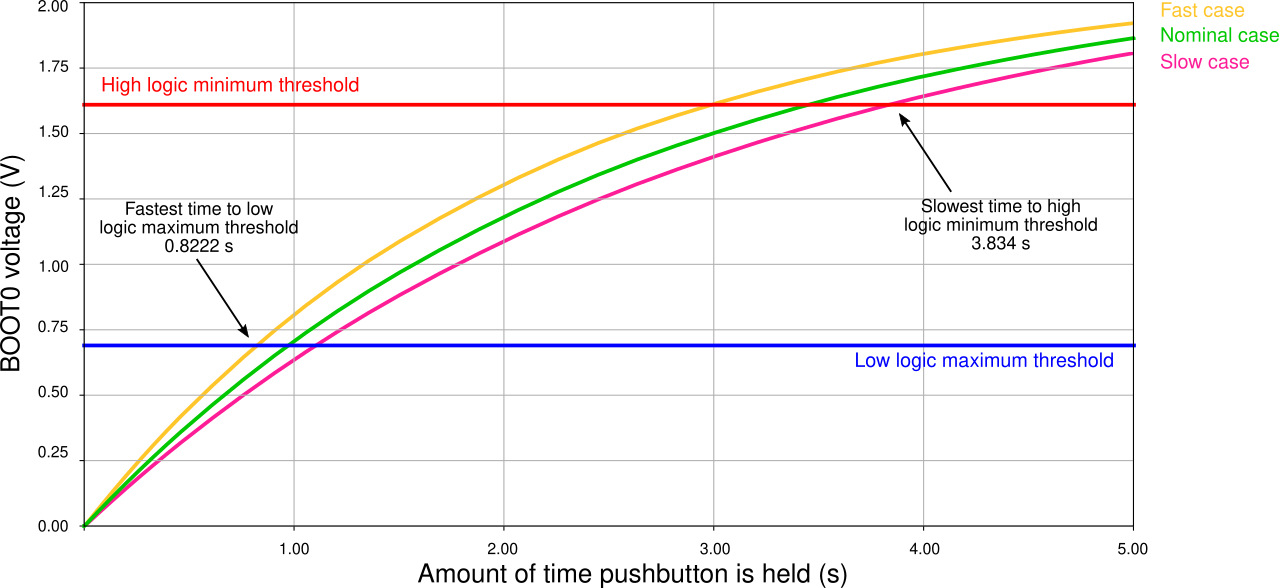 2.00
1.75
1.50
1.25
1.00
0.75
0.50
0.25
0.00
BOOT0 voltage (V)
Fast case
Nominal case
Slow case
High logic minimum threshold
Fastest time to low
logic maximum threshold
0.8222 s
Slowest time to high
logic minimum threshold
3.834 s
Low logic maximum threshold
1.00
2.00
3.00
4.00
5.00
Amount of time pushbutton is held (s)